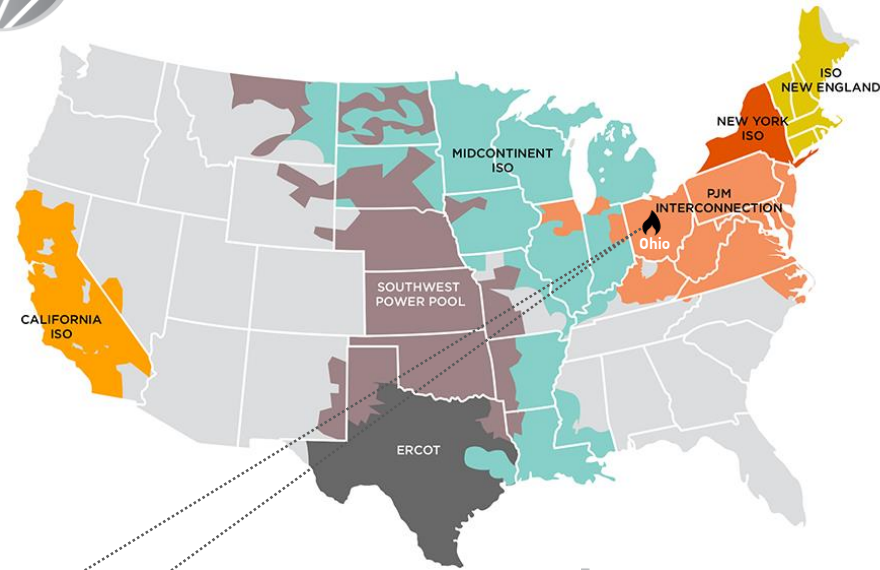 ISO
NEW ENGLAND
NEW YORK
ISO
MIDCONTINENT
ISO
PJM
INTERCONNECTION
Ohio
SOUTHWEST
POWER POOL
CALIFORNIA
ISO
ERCOT